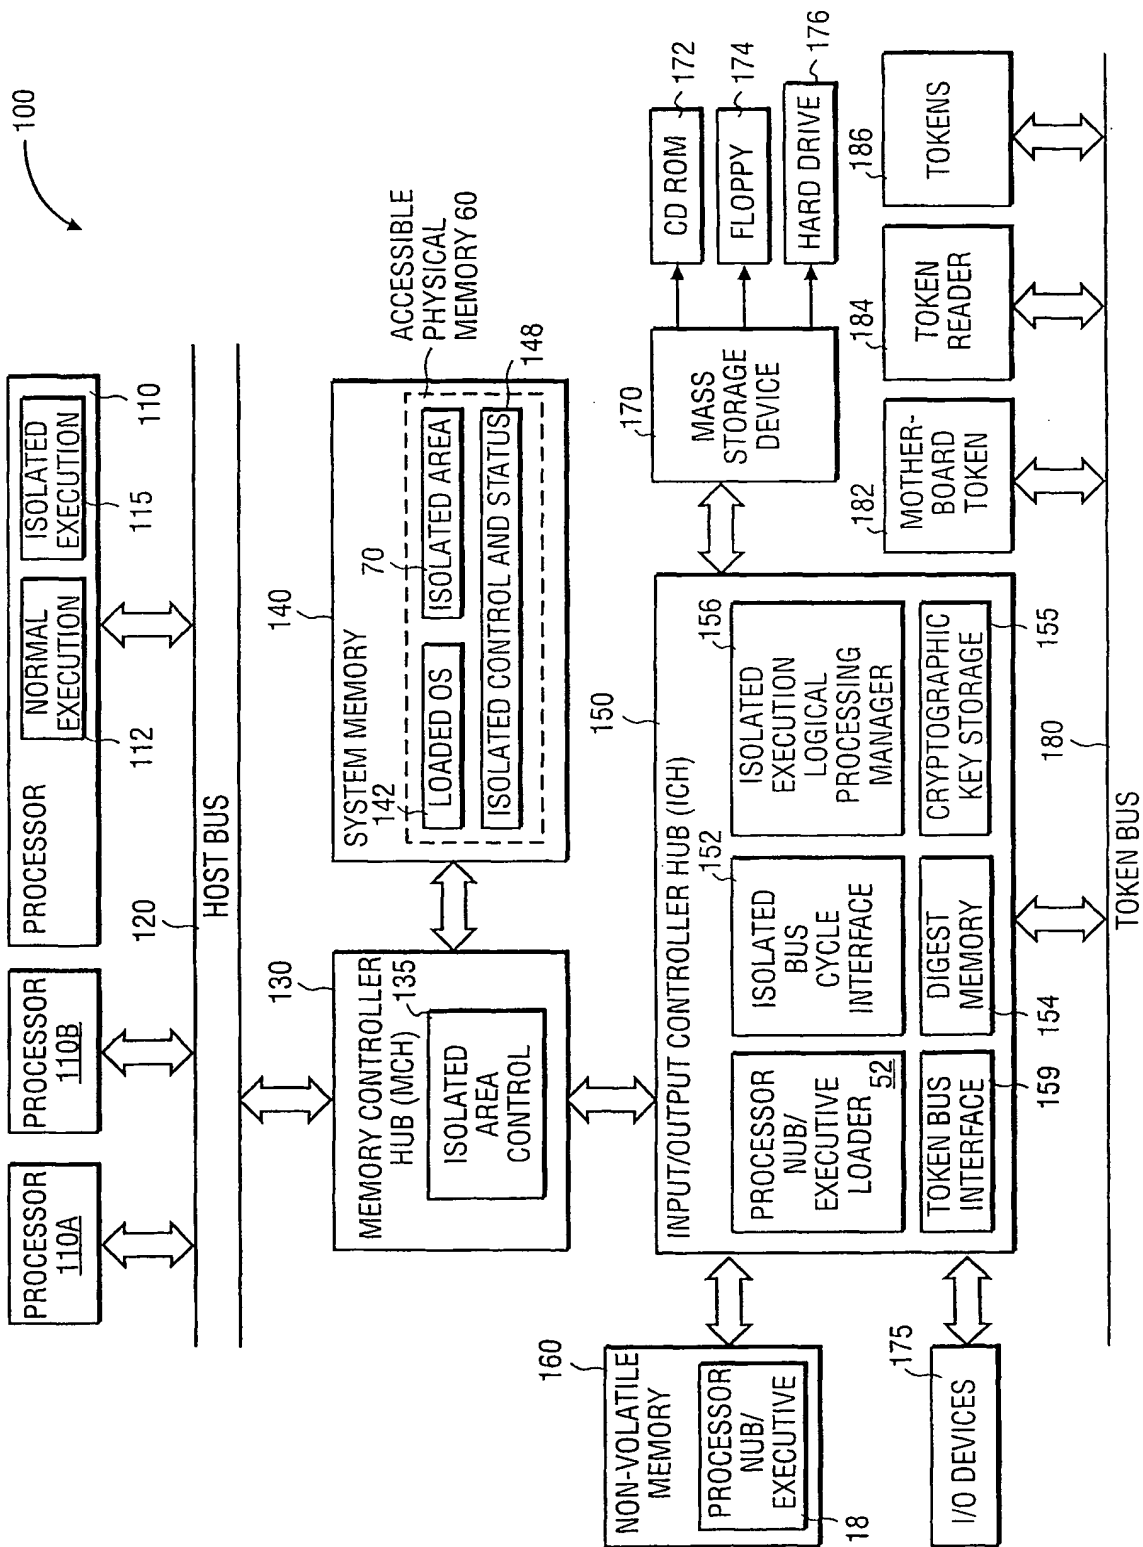 100
PROCESSOR
110A
PROCESSOR
110B
PROCESSOR
NORMAL
EXECUTION
112
ISOLATED
EXECUTION
115
110
120
HOST BUS
130
MEMORY CONTROLLER
HUB (MCH)
135
ISOLATED
AREA
CONTROL
140
SYSTEM MEMORY
142
LOADED OS
70
ISOLATED AREA
ISOLATED CONTROL AND STATUS
148
ACCESSIBLE
PHYSICAL
MEMORY 60
160
NON-VOLATILE
MEMORY
PROCESSOR
NUB/
EXECUTIVE
18
175
I/O DEVICES
150
INPUT/OUTPUT CONTROLLER HUB (ICH)
PROCESSOR
NUB/
EXECUTIVE
LOADER
52
152
ISOLATED
BUS
CYCLE
INTERFACE
156
ISOLATED
EXECUTION
LOGICAL
PROCESSING
MANAGER
TOKEN BUS
INTERFACE
159
DIGEST
MEMORY
154
CRYPTOGRAPHIC
KEY STORAGE
155
170
MASS
STORAGE
DEVICE
CD ROM
172
FLOPPY
174
HARD DRIVE
176
182
MOTHER-
BOARD
TOKEN
184
TOKEN
READER
186
TOKENS
180
TOKEN BUS